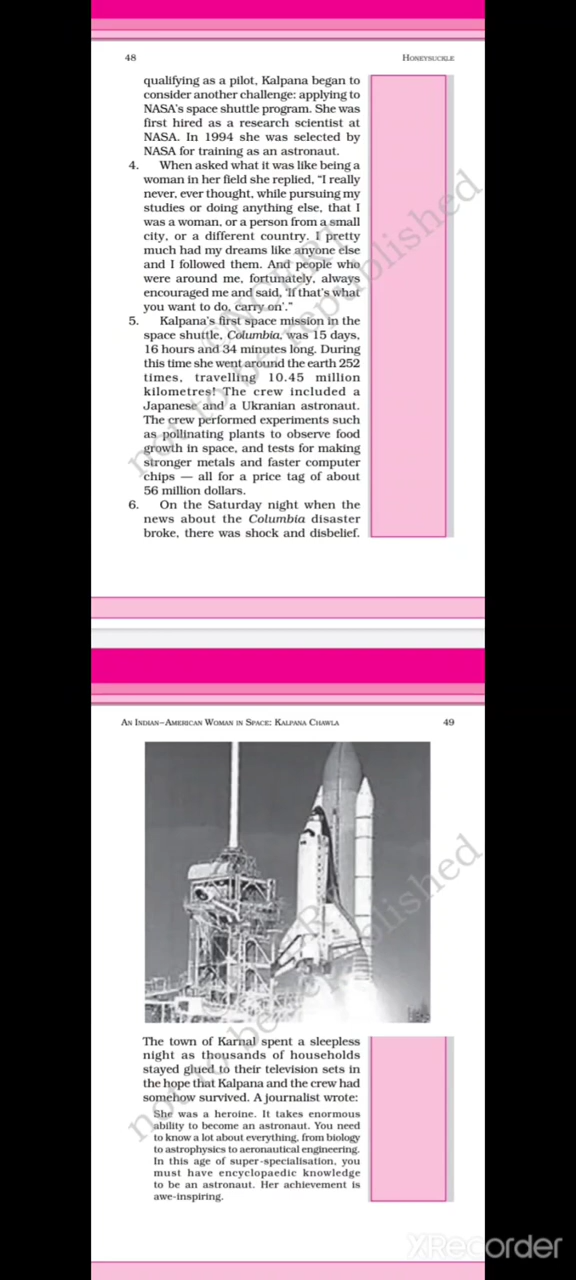 48
HONEYSUCKLE
qualifying as a pilot, Kalpana began to
consider another challenge: applying to
NASA's space shuttle program. She was
first hired as a research scientist at
NASA. In 1994 she was selected by
NASA for training as an astronaut.
4. When asked what it was like being a
woman in her field she replied, “I really
never, ever thought, while pursuing my
studies or doing anything else, that I
was a woman, or a person from a small
city, or a different country. I pretty
much had my dreams like anyone else
and I followed them. And people who
were around me, fortunately, always
encouraged me and said, ‘If that's what
you want to do, carry on’.”
5. Kalpana's first space mission in the
space shuttle, Columbia, was 15 days,
16 hours and 34 minutes long. During
this time she went around the earth 252
times, travelling 10.45 million
kilometres! The crew included a
Japanese and a Ukranian astronaut.
The crew performed experiments such
as pollinating plants to observe food
growth in space, and tests for making
stronger metals and faster computer
chips — all for a price tag of about
56 million dollars.
6. On the Saturday night when the
news about the Columbia disaster
broke, there was shock and disbelief.
© NCERT
not to be republished
AN INDIAN–AMERICAN WOMAN IN SPACE: KALPANA CHAWLA
49
The town of Karnal spent a sleepless
night as thousands of households
stayed glued to their television sets in
the hope that Kalpana and the crew had
somehow survived. A journalist wrote:
She was a heroine. It takes enormous
ability to become an astronaut. You need
to know a lot about everything, from biology
to astrophysics to aeronautical engineering.
In this age of super-specialisation, you
must have encyclopaedic knowledge
to be an astronaut. Her achievement is
awe-inspiring.
not to be republished
XRecorder